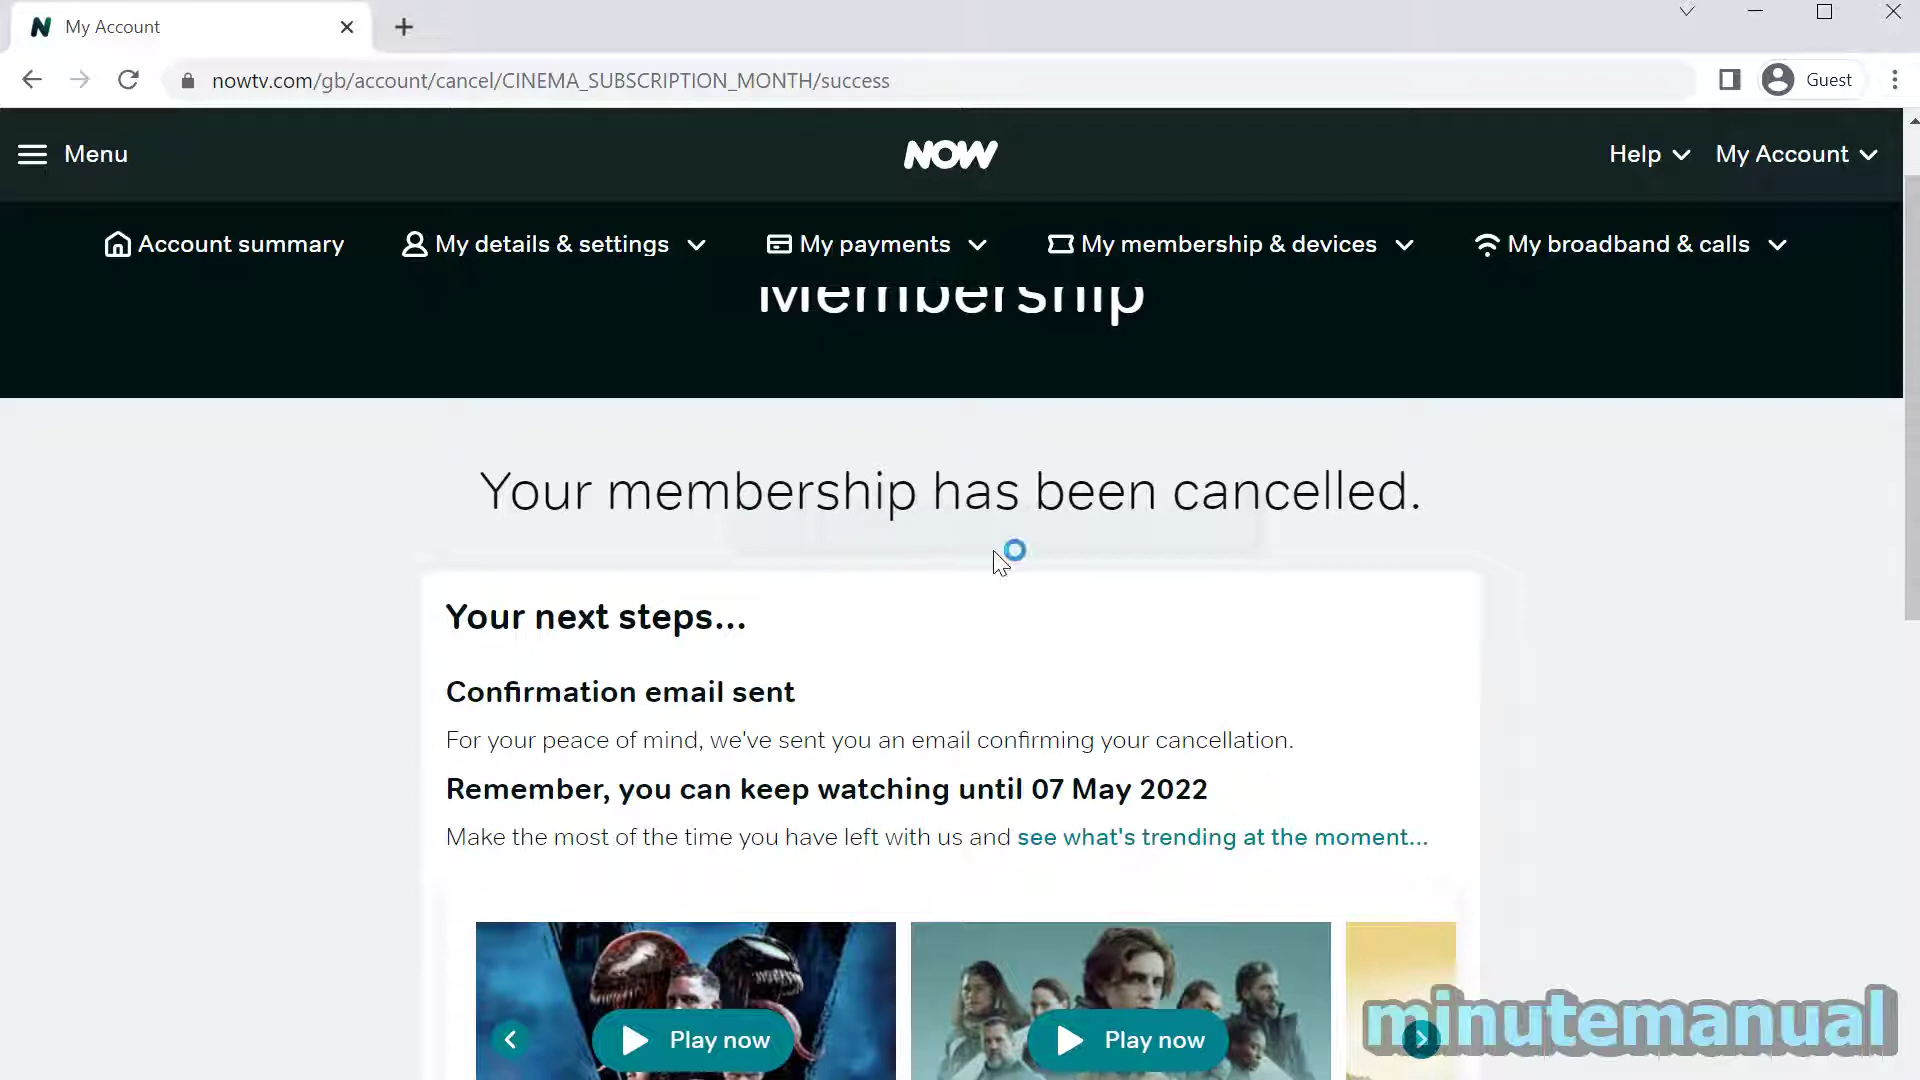 My Account
nowtv.com/gb/account/cancel/CINEMA_SUBSCRIPTION_MONTH/success
Guest
Menu
NOW
Help
My Account
Account summary
My details & settings
My payments
My membership & devices
My broadband & calls
Membership
Your membership has been cancelled.
Your next steps...
Confirmation email sent
For your peace of mind, we've sent you an email confirming your cancellation.
Remember, you can keep watching until 07 May 2022
Make the most of the time you have left with us and see what's trending at the moment...
Play now
Play now
minutemanual